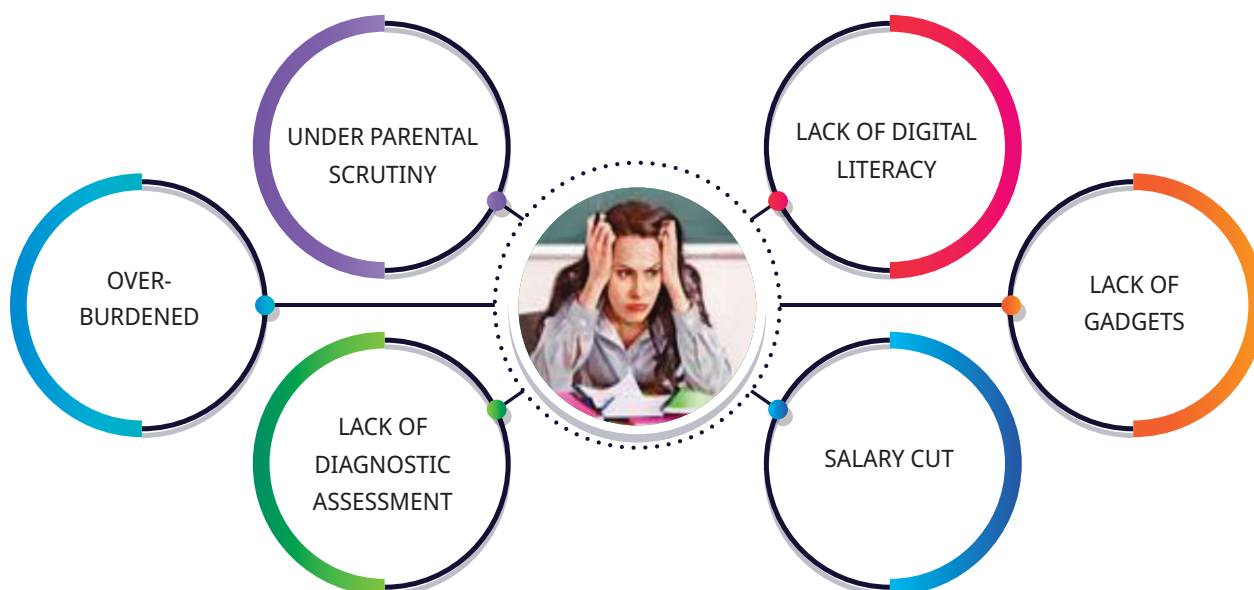 UNDER PARENTAL
SCRUTINY
LACK OF DIGITAL
LITERACY
OVER-
BURDENED
LACK OF
GADGETS
LACK OF
DIAGNOSTIC
ASSESSMENT
SALARY CUT